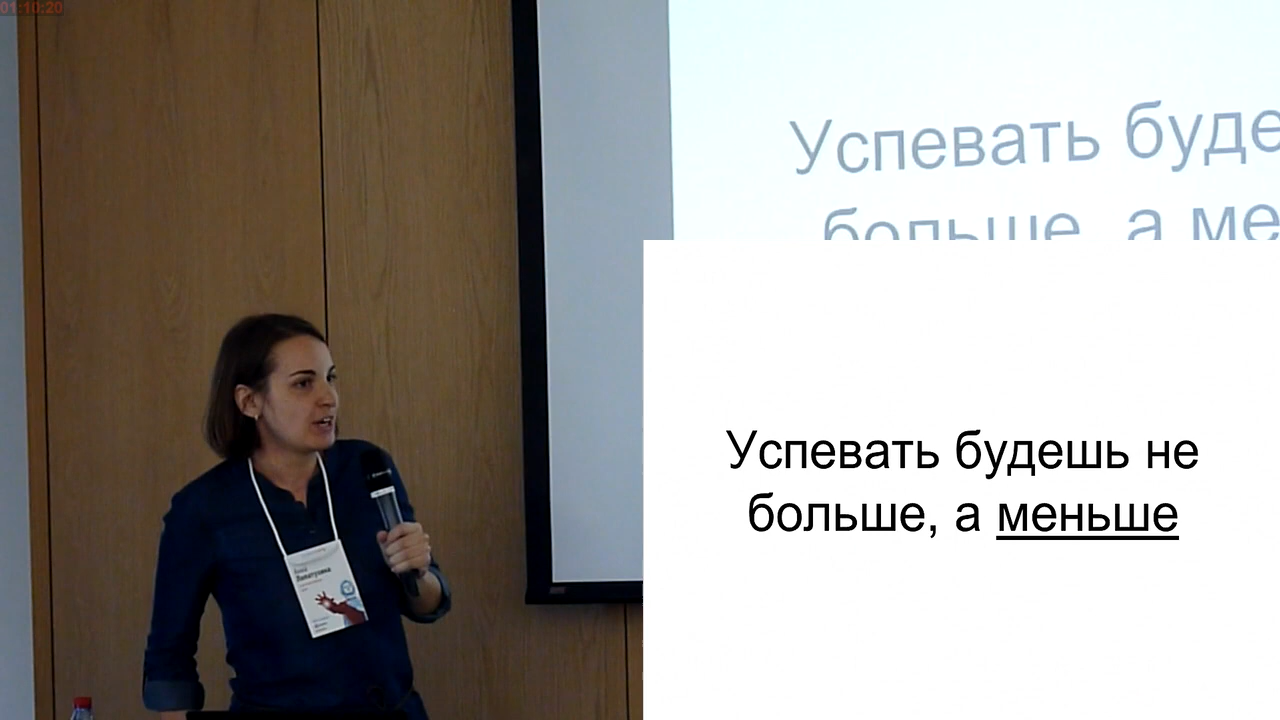 01:10:20
Успевать буде
больше, а ме
Успевать будешь не
больше, а меньше